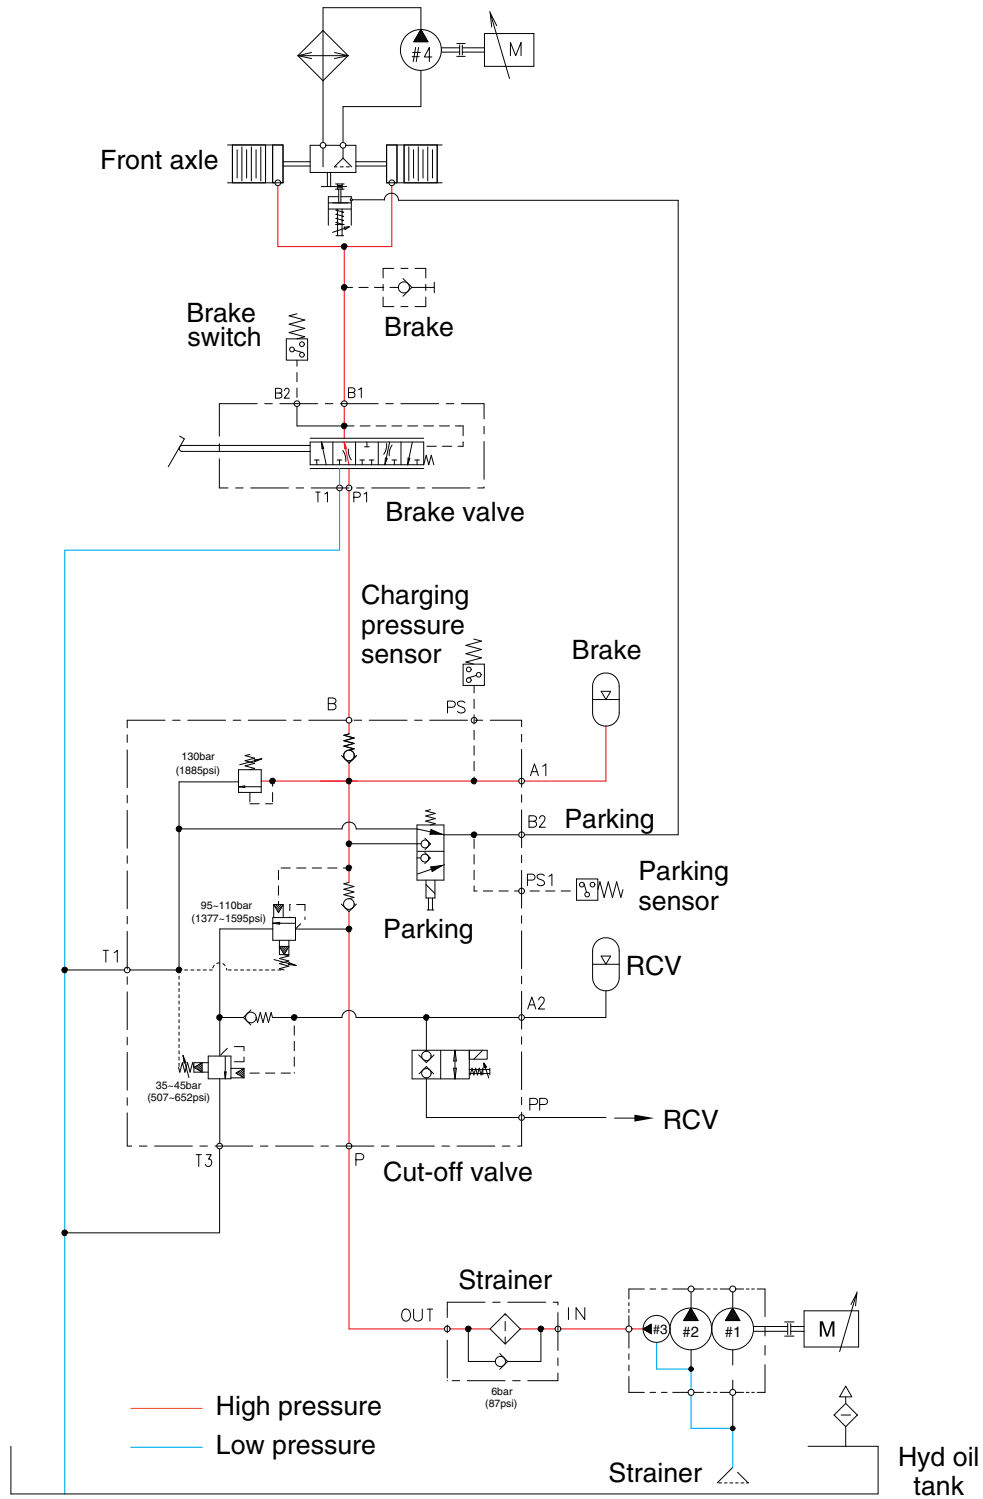 #4
M
Front axle
Brake
switch
Brake
B2
B1
T1
P1
Brake valve
Charging
pressure
sensor
Brake
B
PS
130bar
(1885psi)
A1
B2
Parking
PS1
Parking
sensor
95~110bar
(1377~1595psi)
Parking
T1
RCV
A2
35~45bar
(507~652psi)
PP
RCV
T3
P
Cut-off valve
Strainer
OUT
IN
#3
#2
#1
M
6bar
(87psi)
High pressure
Low pressure
Strainer
Hyd oil
tank